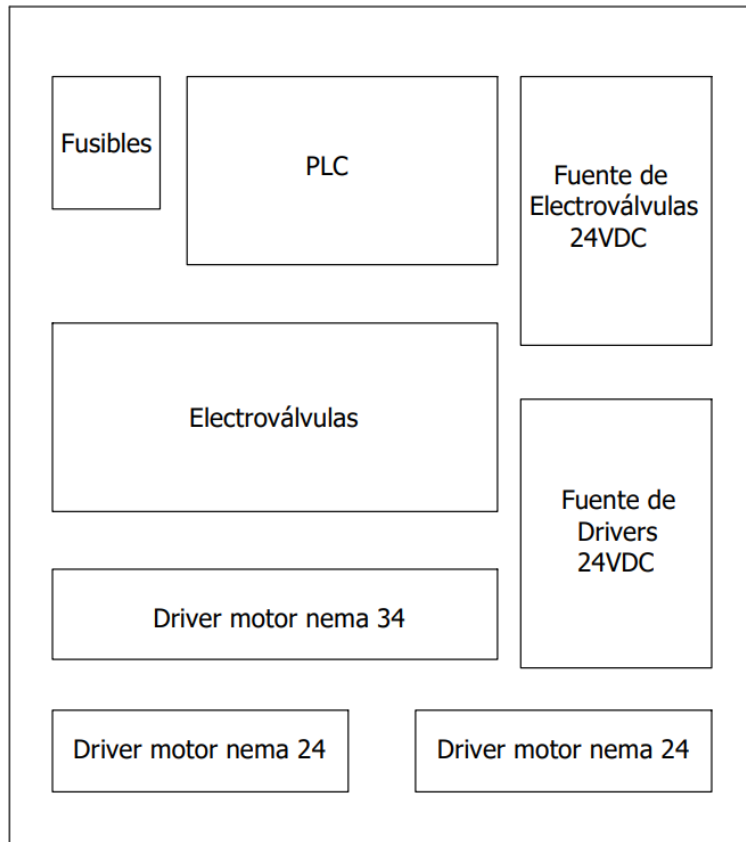 Fusibles
PLC
Fuente de
Electroválvulas
24VDC
Electroválvulas
Fuente de
Drivers
24VDC
Driver motor nema 34
Driver motor nema 24
Driver motor nema 24